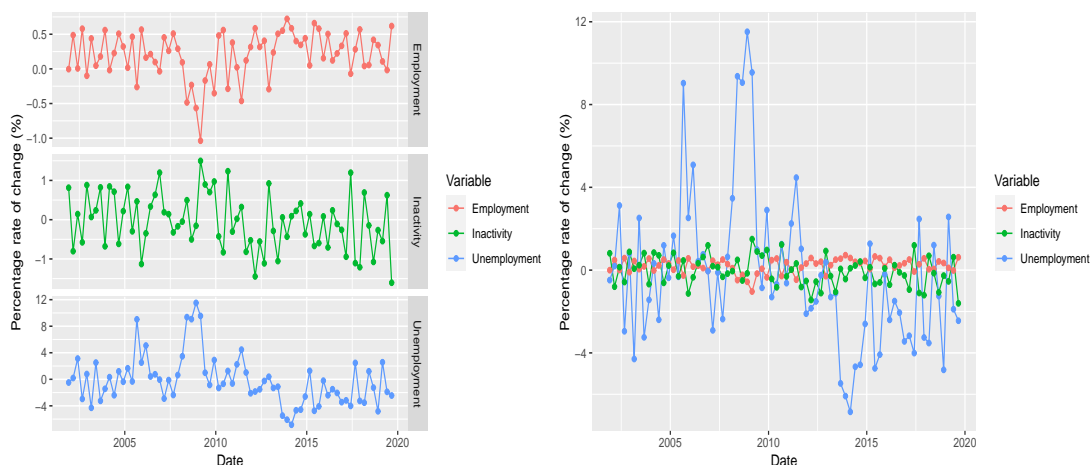 Percentage rate of change (%)
0.5
0.0
−0.5
−1.0
Employment
1
0
−1
Inactivity
12
8
4
0
−4
Unemployment
2005
2010
2015
2020
Date
Variable
Employment
Inactivity
Unemployment
Percentage rate of change (%)
12
8
4
0
−4
2005
2010
2015
2020
Date
Variable
Employment
Inactivity
Unemployment